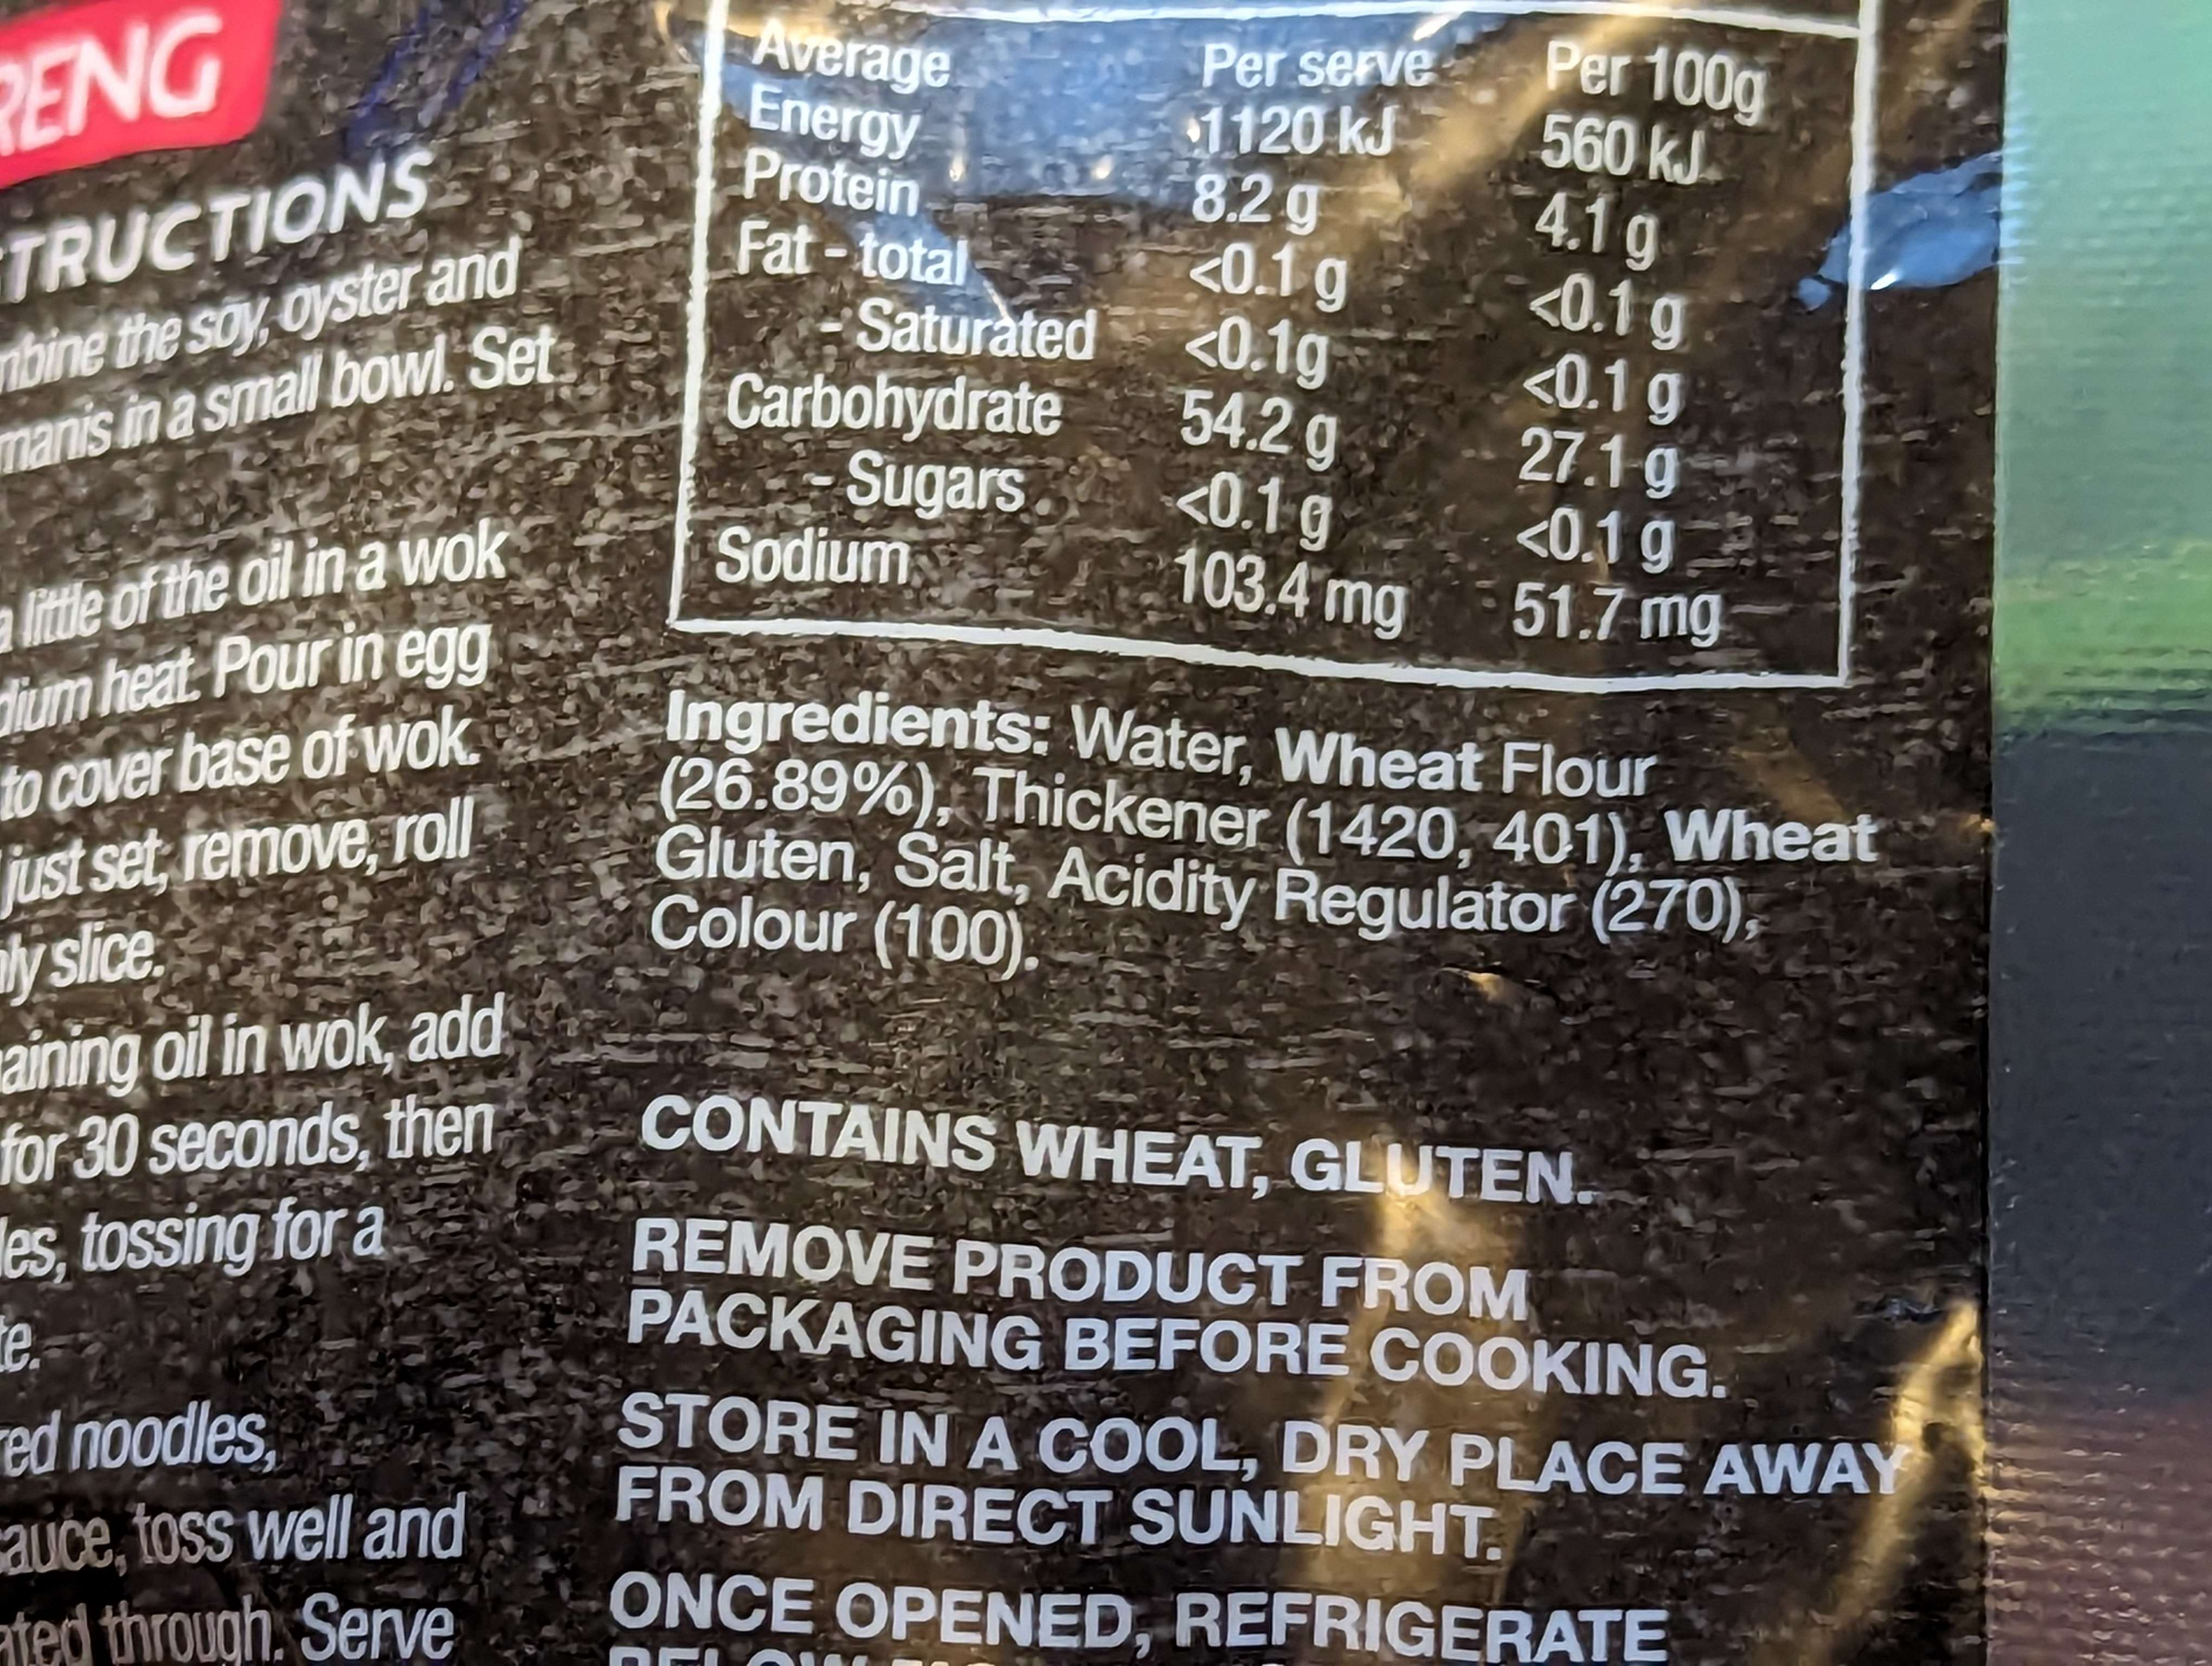 RENG
TRUCTIONS
mbine the soy, oyster and
manis in a small bowl. Set
a little of the oil in a wok
dium heat. Pour in egg
to cover base of wok.
just set, remove, roll
ly slice.
aining oil in wok, add
for 30 seconds, then
les, tossing for a
te.
red noodles,
sauce, toss well and
ated through. Serve
Average Per serve Per 100g
Energy 1120 kJ 560 kJ
Protein 8.2 g 4.1 g
Fat - total <0.1 g <0.1 g
- Saturated <0.1g <0.1 g
Carbohydrate 54.2 g 27.1 g
- Sugars <0.1 g <0.1 g
Sodium 103.4 mg 51.7 mg
Ingredients: Water, Wheat Flour
(26.89%), Thickener (1420, 401), Wheat
Gluten, Salt, Acidity Regulator (270),
Colour (100).
CONTAINS WHEAT, GLUTEN.
REMOVE PRODUCT FROM
PACKAGING BEFORE COOKING.
STORE IN A COOL, DRY PLACE AWAY
FROM DIRECT SUNLIGHT.
ONCE OPENED, REFRIGERATE